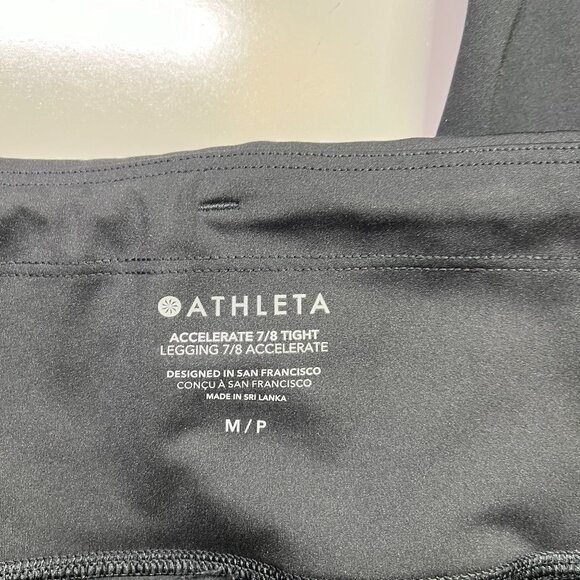 ATHLETA
ACCELERATE 7/8 TIGHT
LEGGING 7/8 ACCELERATE
DESIGNED IN SAN FRANCISCO
CONÇU À SAN FRANCISCO
MADE IN SRI LANKA
M / P